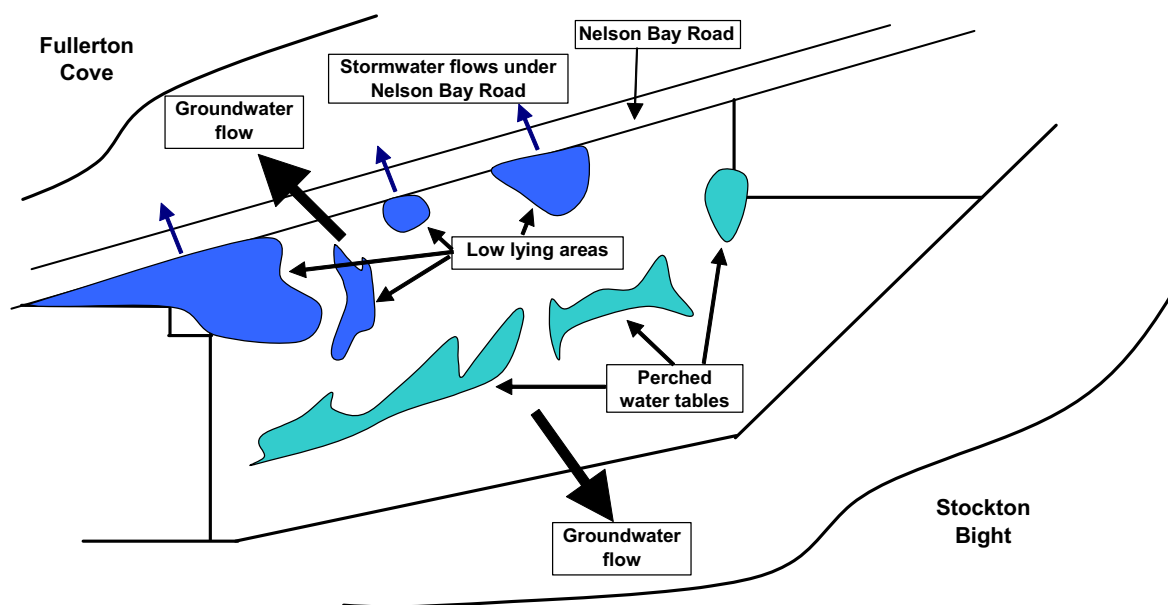 Fullerton
Cove
Nelson Bay Road
Stormwater flows under
Nelson Bay Road
Groundwater
flow
Low lying areas
Perched
water tables
Stockton
Bight
Groundwater
flow